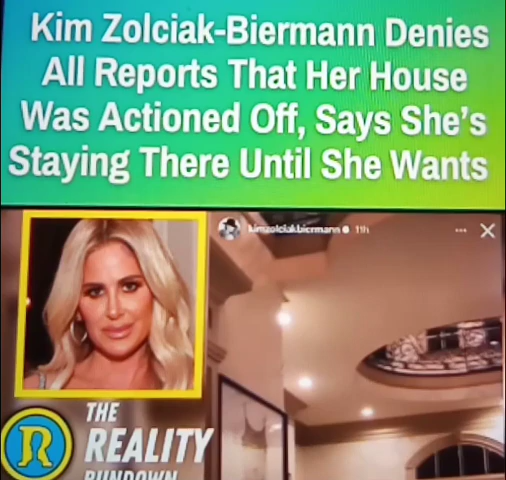 Kim Zolciak-Biermann Denies
All Reports That Her House
Was Actioned Off, Says She's
Staying There Until She Wants
kimzolciakbiermann 11h
R
THE
REALITY
RUNDOWN